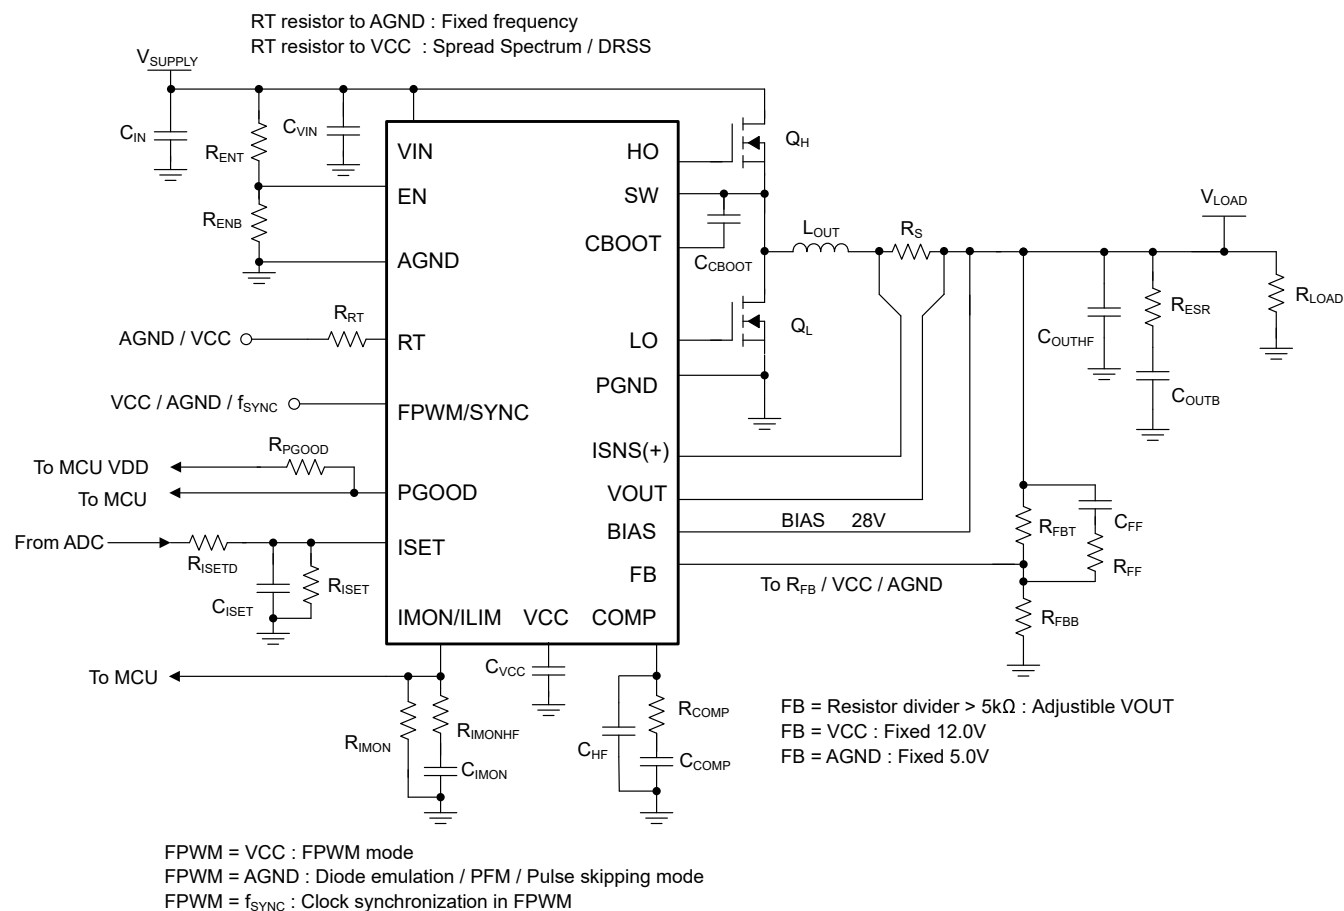 RT resistor to AGND : Fixed frequency
RT resistor to VCC : Spread Spectrum / DRSS
VSUPPLY
CIN
RENT
CVIN
RENB
VIN
EN
AGND
HO
SW
CBOOT
QH
CCBOOT
LOUT
RS
VLOAD
RLOAD
RESR
COUTHF
COUTB
RRT
AGND / VCC
RT
LO
QL
PGND
VCC / AGND / fSYNC
FPWM/SYNC
ISNS(+)
RPGOOD
To MCU VDD
To MCU
PGOOD
VOUT
BIAS
BIAS 28V
RFBT
CFF
RFF
From ADC
RISETD
ISET
CISET
RISET
FB
To RFB / VCC / AGND
RFBB
IMON/ILIM
VCC
COMP
To MCU
CVCC
RIMON
RIMONHF
CIMON
CHF
RCOMP
CCOMP
FB = Resistor divider > 5kΩ : Adjustible VOUT
FB = VCC : Fixed 12.0V
FB = AGND : Fixed 5.0V
FPWM = VCC : FPWM mode
FPWM = AGND : Diode emulation / PFM / Pulse skipping mode
FPWM = fSYNC : Clock synchronization in FPWM